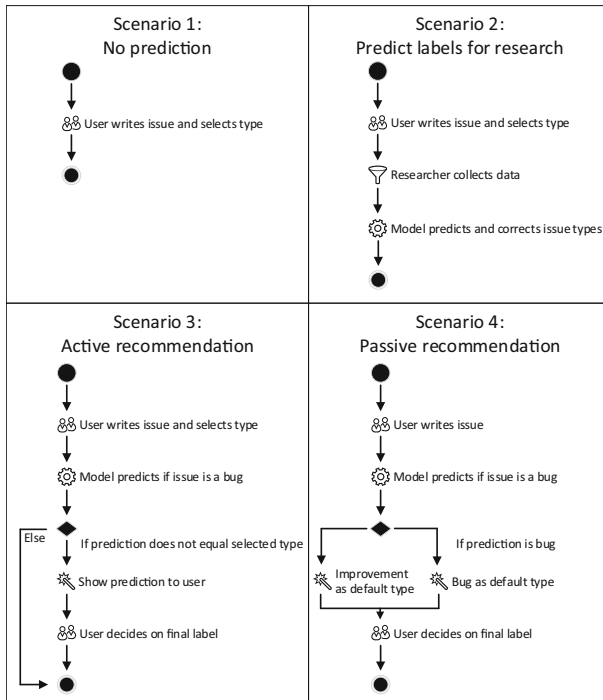 Scenario 1:
No prediction
User writes issue and selects type
Scenario 2:
Predict labels for research
User writes issue and selects type
Researcher collects data
Model predicts and corrects issue types
Scenario 3:
Active recommendation
User writes issue and selects type
Model predicts if issue is a bug
Else
If prediction does not equal selected type
Show prediction to user
User decides on final label
Scenario 4:
Passive recommendation
User writes issue
Model predicts if issue is a bug
If prediction is bug
Improvement
as default type
Bug as default type
User decides on final label